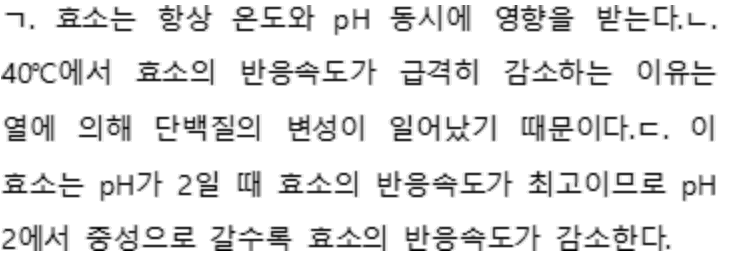 ㄱ. 효소는 항상 온도와 pH 동시에 영향을 받는다.ㄴ.
40℃에서 효소의 반응속도가 급격히 감소하는 이유는
열에 의해 단백질의 변성이 일어났기 때문이다.ㄷ. 이
효소는 pH가 2일 때 효소의 반응속도가 최고이므로 pH
2에서 중성으로 갈수록 효소의 반응속도가 감소한다.